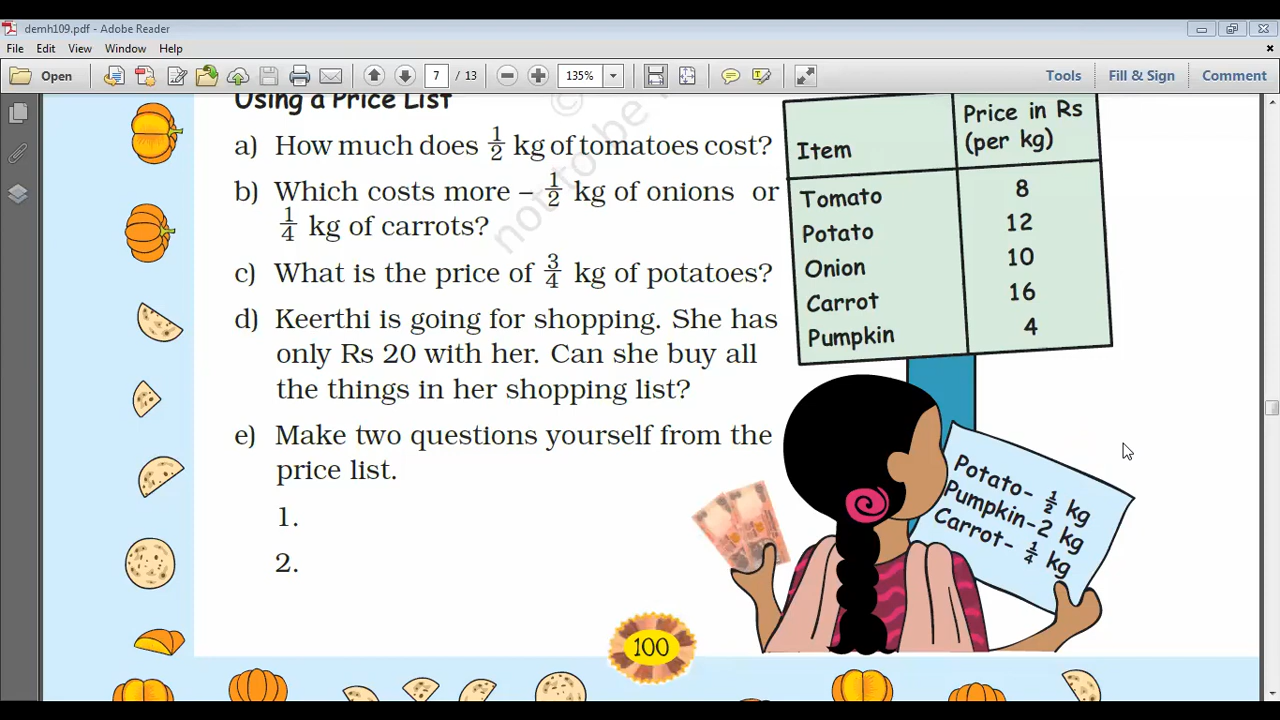 demh109.pdf - Adobe Reader
File Edit View Window Help
Open 7 / 13 135% Tools Fill & Sign Comment
Using a Price List
a) How much does 1/2 kg of tomatoes cost?
b) Which costs more – 1/2 kg of onions or
1/4 kg of carrots?
c) What is the price of 3/4 kg of potatoes?
d) Keerthi is going for shopping. She has
only Rs 20 with her. Can she buy all
the things in her shopping list?
e) Make two questions yourself from the
price list.
1.
2.
Item Price in Rs
(per kg)
Tomato 8
Potato 12
Onion 10
Carrot 16
Pumpkin 4
Potato- 1/2 kg
Pumpkin-2 kg
Carrot- 1/4 kg
100
©
not to be